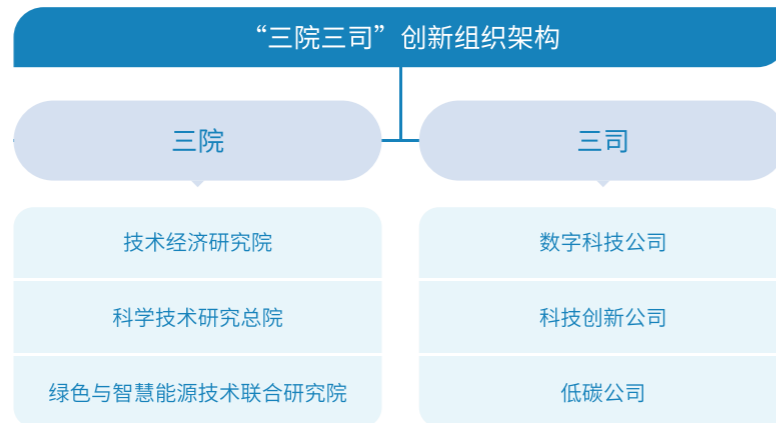 “三院三司”创新组织架构
三院
三司
技术经济研究院
科学技术研究总院
绿色与智慧能源技术联合研究院
数字科技公司
科技创新公司
低碳公司